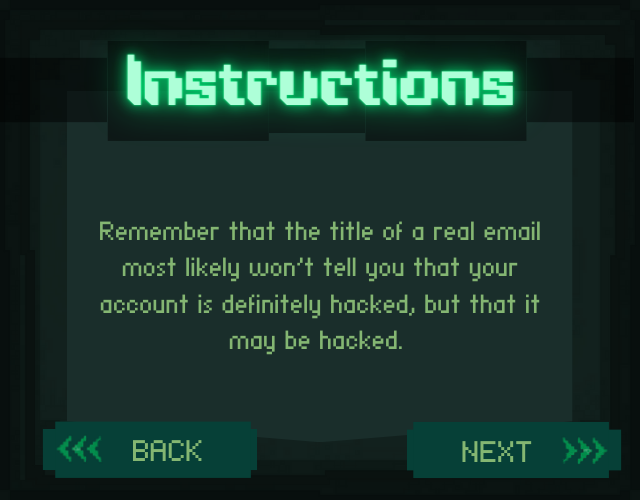 Instructions
Remember that the title of a real email
most likely won't tell you that your
account is definitely hacked, but that it
may be hacked.
BACK
NEXT